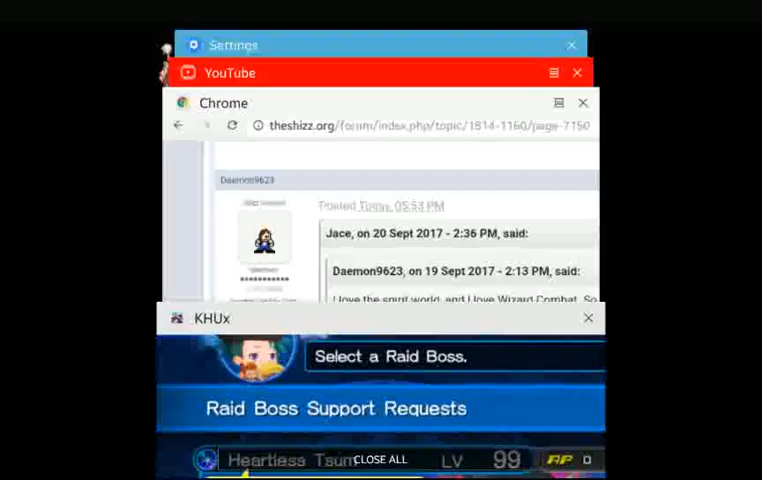 Settings
YouTube
Chrome
theshizz.org/forum/index.php/topic/1814-1160/page-7150
Daemon9623
Posted Today, 05:53 PM
Jace, on 20 Sept 2017 - 2:36 PM, said:
Daemon9623, on 19 Sept 2017 - 2:13 PM, said:
I love the spirit world, and I love Wizard Combat. So
KHUx
Select a Raid Boss.
Raid Boss Support Requests
Heartless Tsum
CLOSE ALL
LV 99 AP 0